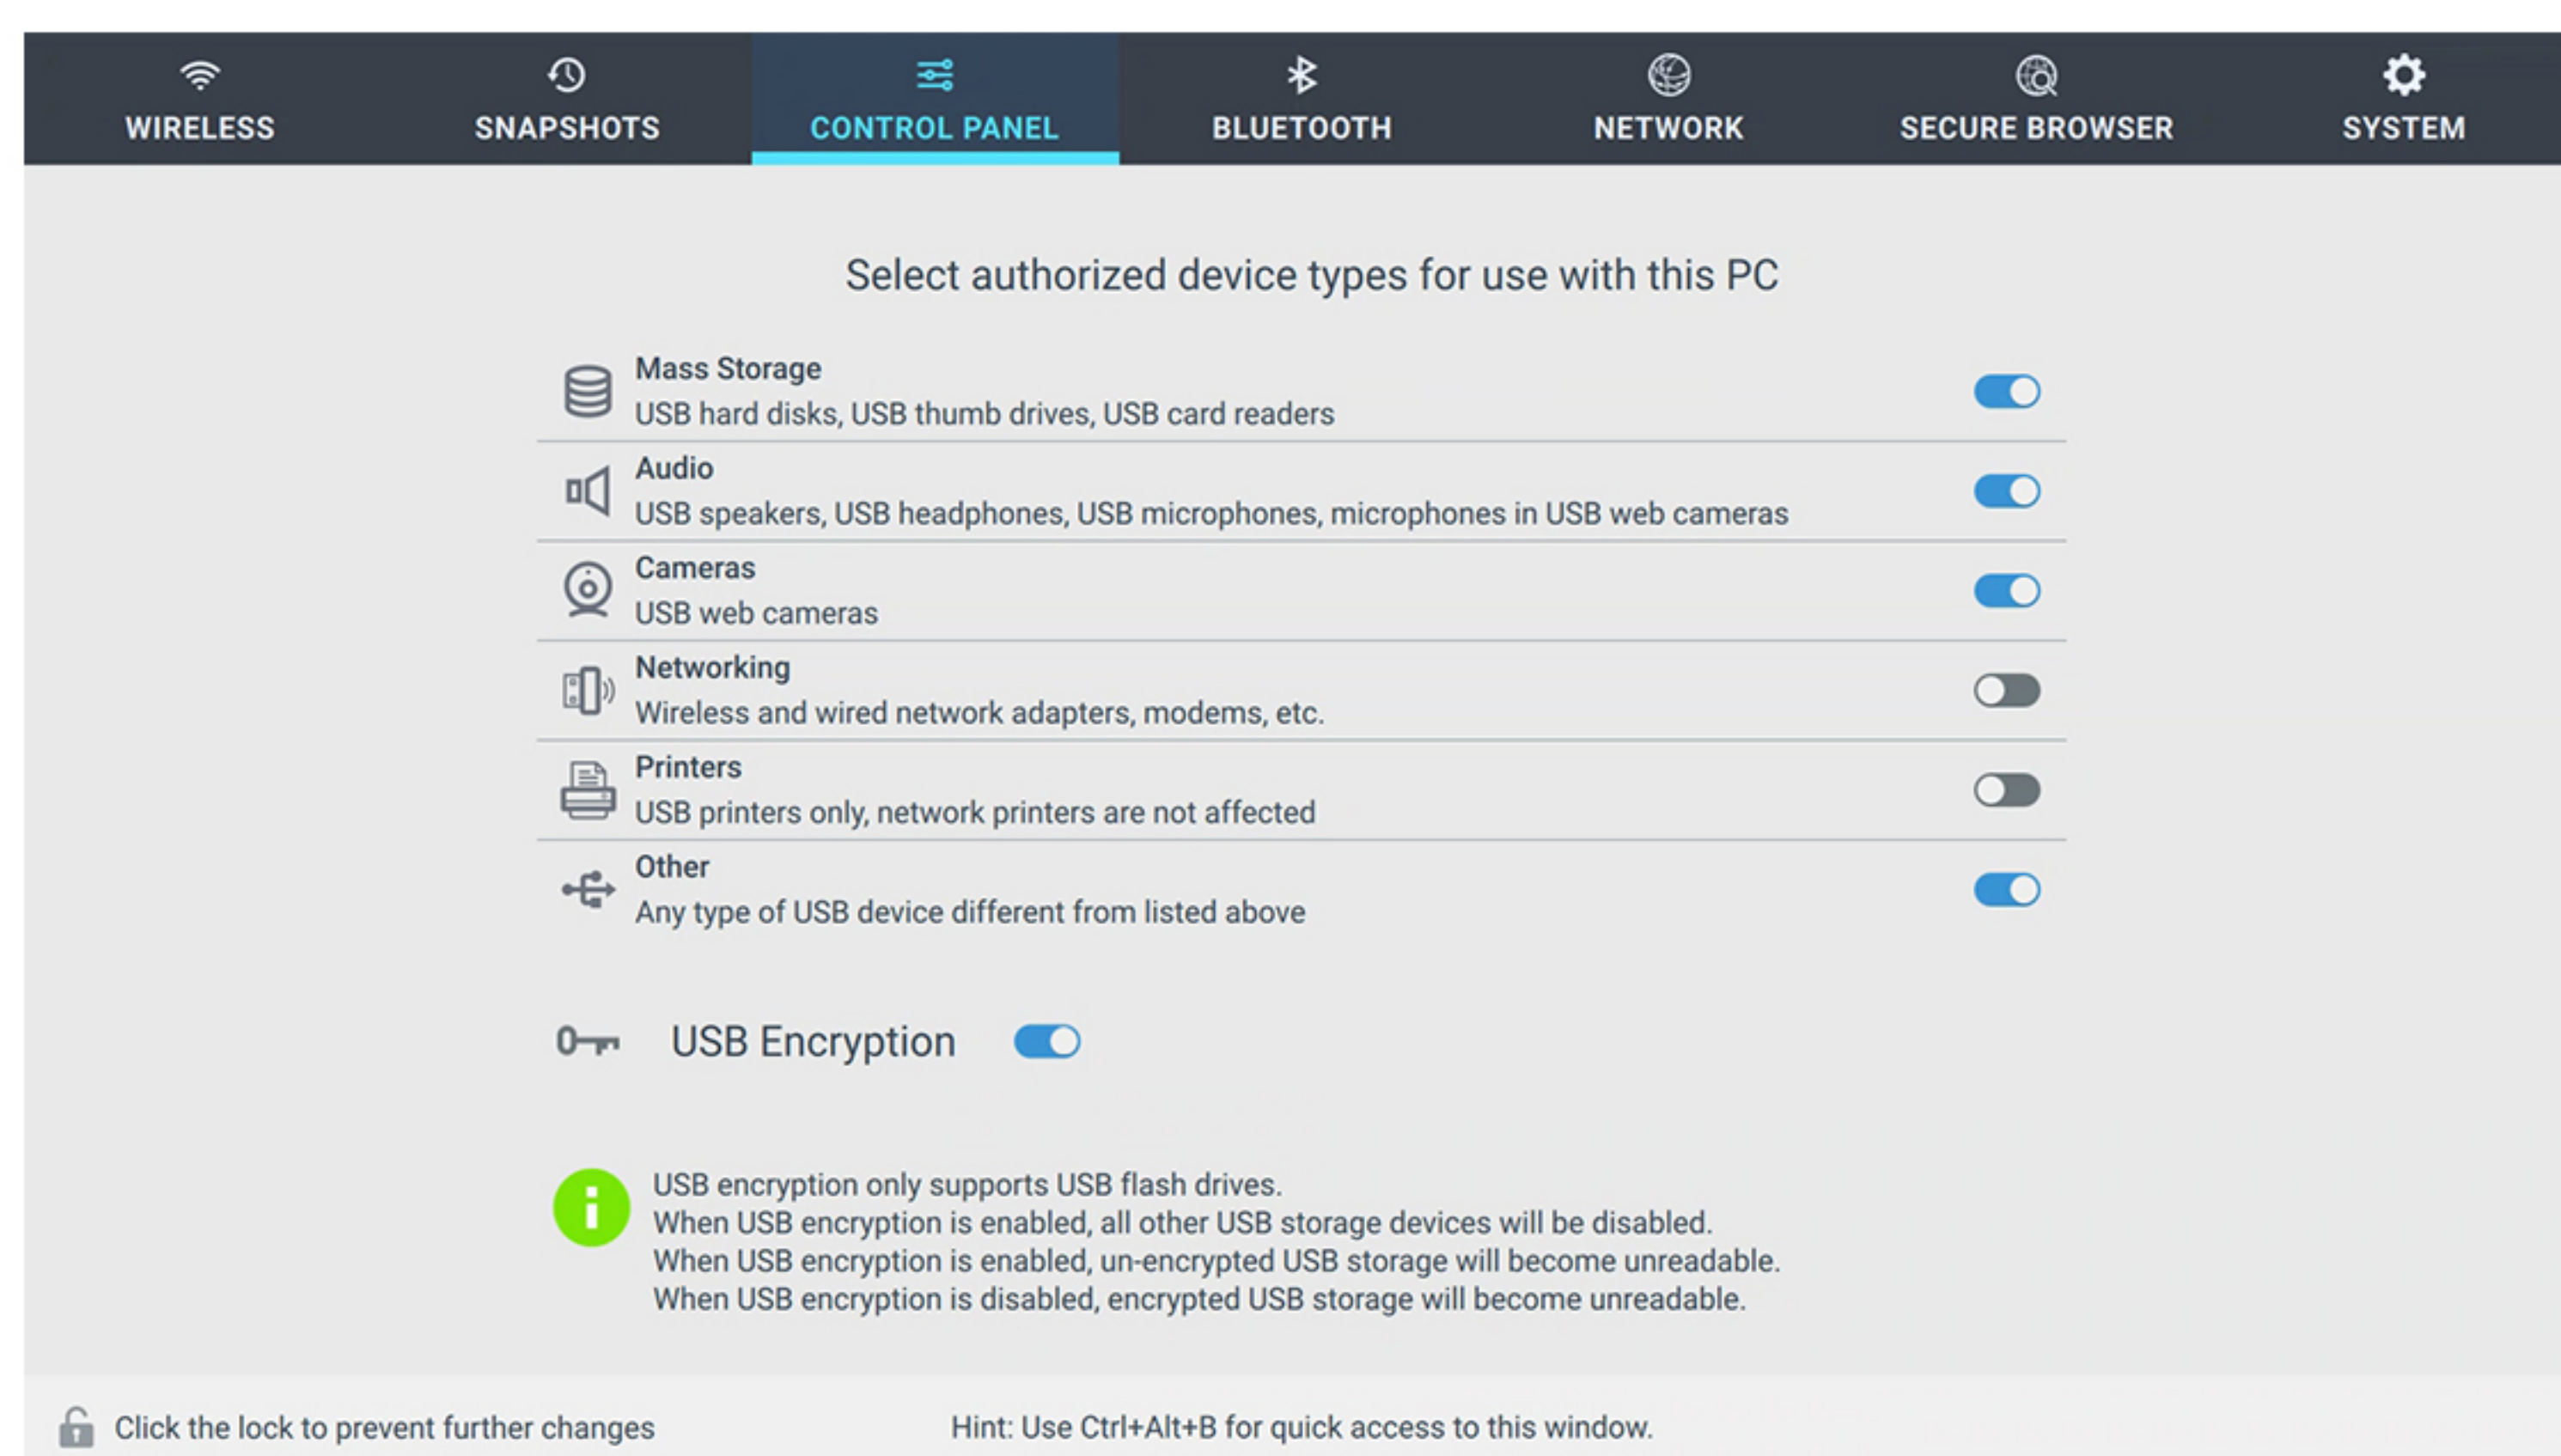 WIRELESS
SNAPSHOTS
CONTROL PANEL
BLUETOOTH
NETWORK
SECURE BROWSER
SYSTEM
Select authorized device types for use with this PC
Mass Storage
USB hard disks, USB thumb drives, USB card readers
Audio
USB speakers, USB headphones, USB microphones, microphones in USB web cameras
Cameras
USB web cameras
Networking
Wireless and wired network adapters, modems, etc.
Printers
USB printers only, network printers are not affected
Other
Any type of USB device different from listed above
USB Encryption
USB encryption only supports USB flash drives.
When USB encryption is enabled, all other USB storage devices will be disabled.
When USB encryption is enabled, un-encrypted USB storage will become unreadable.
When USB encryption is disabled, encrypted USB storage will become unreadable.
Click the lock to prevent further changes
Hint: Use Ctrl+Alt+B for quick access to this window.